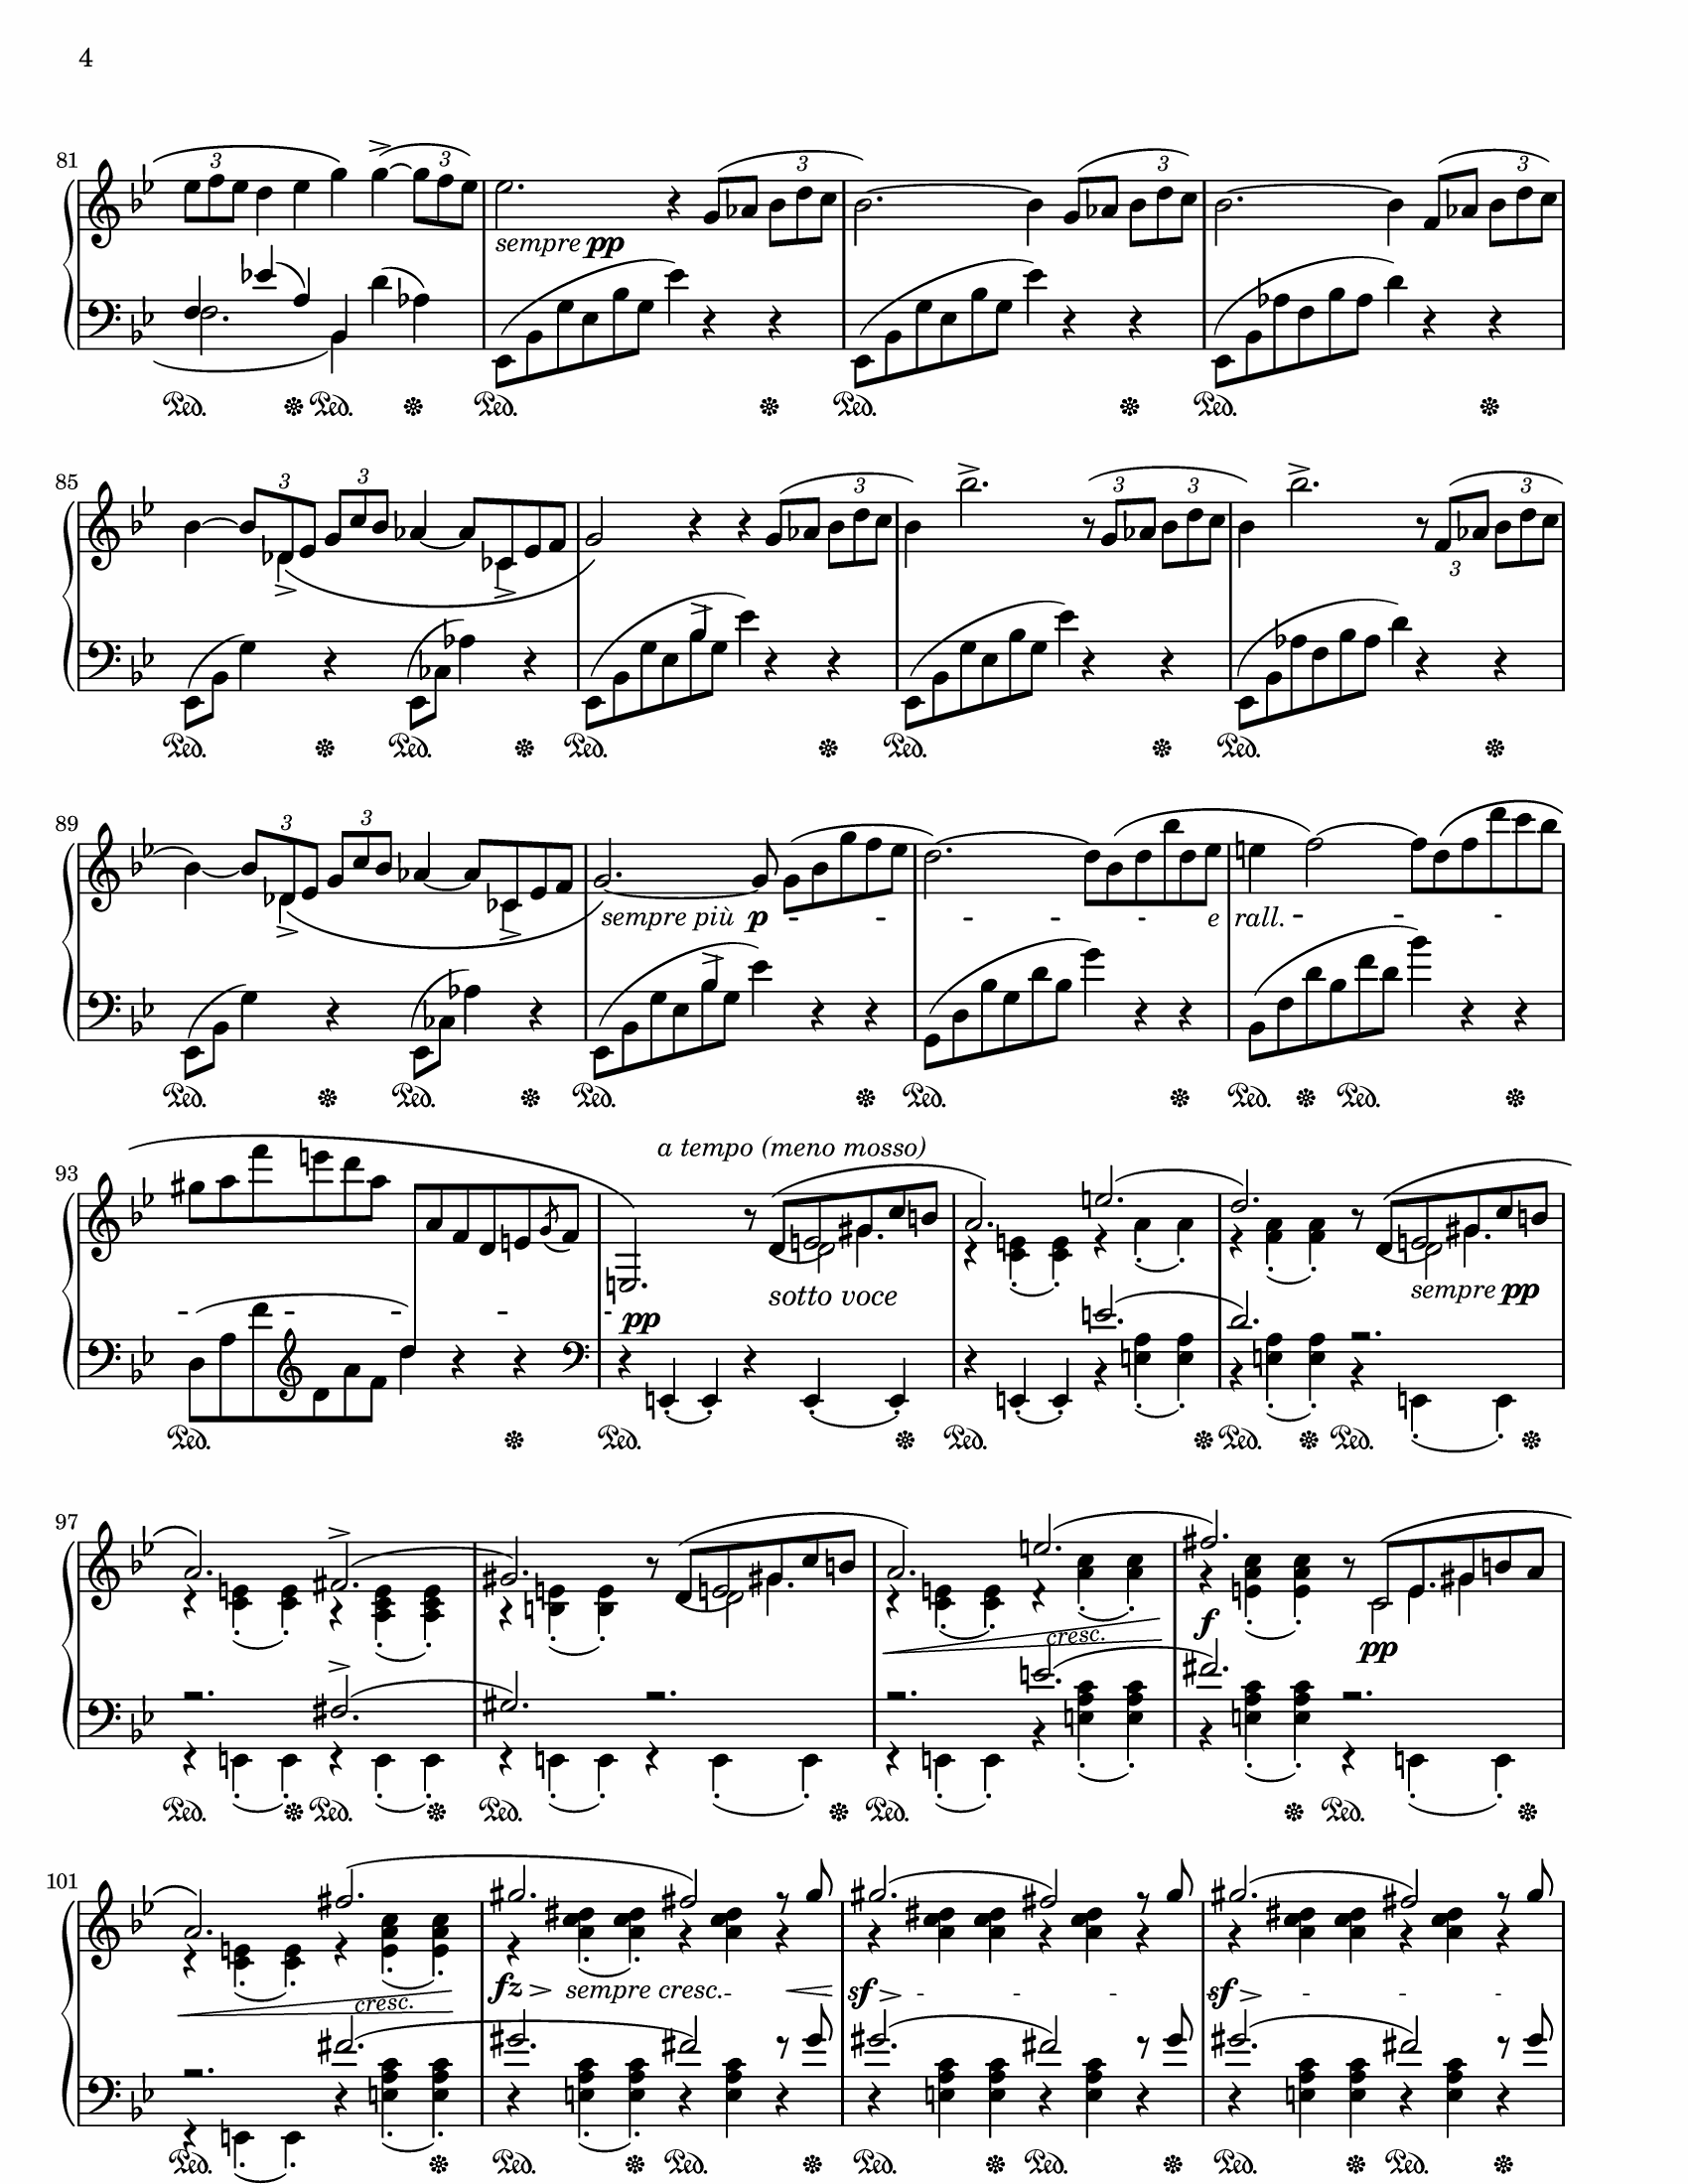 4
81
3 3 3
sempre pp
3 3
Ped. Ped. Ped. Ped. Ped.
85
3 3 3 3 3 3 3
Ped. Ped. Ped. Ped. Ped.
89
3 3
sempre più p - - - - - e rall. - - -
Ped. Ped. Ped. Ped. Ped. Ped.
a tempo (meno mosso)
93
- - - - -
pp sotto voce sempre pp
Ped. Ped. Ped. Ped. Ped.
97
cresc. f pp
Ped. Ped. Ped. Ped. Ped.
101
cresc. fz sempre cresc. - sf - - - sf - - -
Ped. Ped. Ped. Ped. Ped. Ped. Ped.